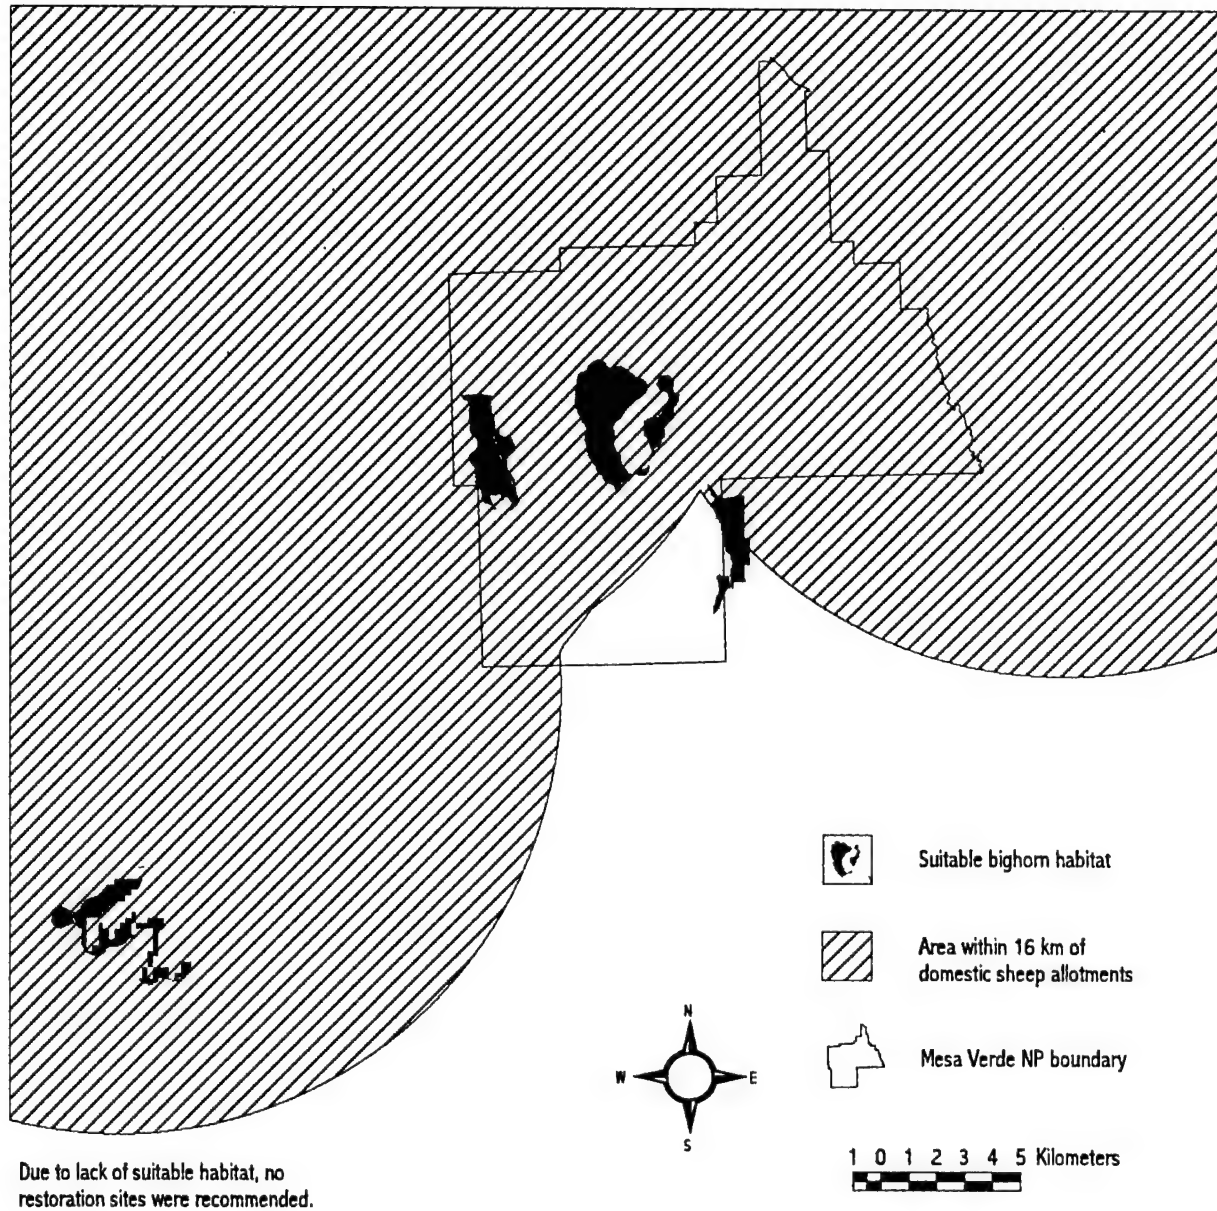 Suitable bighorn habitat
Area within 16 km of
domestic sheep allotments
N
W
E
S
Mesa Verde NP boundary
1 0 1 2 3 4 5 Kilometers
Due to lack of suitable habitat, no
restoration sites were recommended.